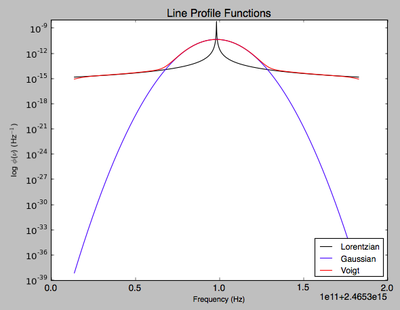 Line Profile Functions
log φ(ν) (Hz⁻¹)
10⁻⁹
10⁻¹²
10⁻¹⁵
10⁻¹⁸
10⁻²¹
10⁻²⁴
10⁻²⁷
10⁻³⁰
10⁻³³
10⁻³⁶
10⁻³⁹
Lorentzian
Gaussian
Voigt
0.0 0.5 1.0 1.5 2.0
Frequency (Hz)
1e11+2.4653e15